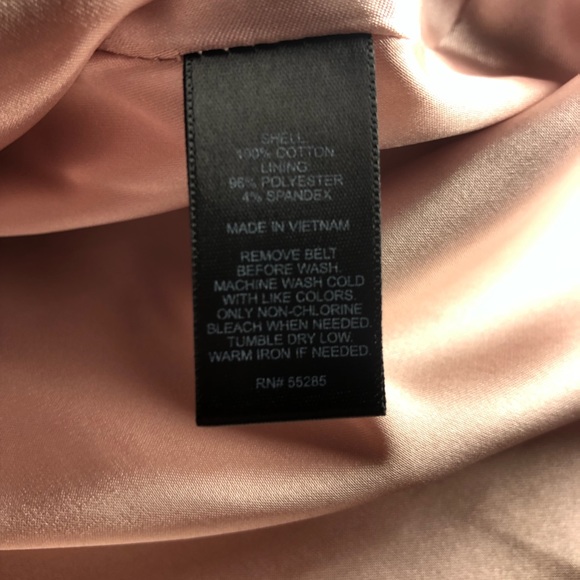 SHELL
100% COTTON
LINING
96% POLYESTER
4% SPANDEX
MADE IN VIETNAM
REMOVE BELT
BEFORE WASH.
MACHINE WASH COLD
WITH LIKE COLORS.
ONLY NON-CHLORINE
BLEACH WHEN NEEDED.
TUMBLE DRY LOW.
WARM IRON IF NEEDED.
RN# 55285